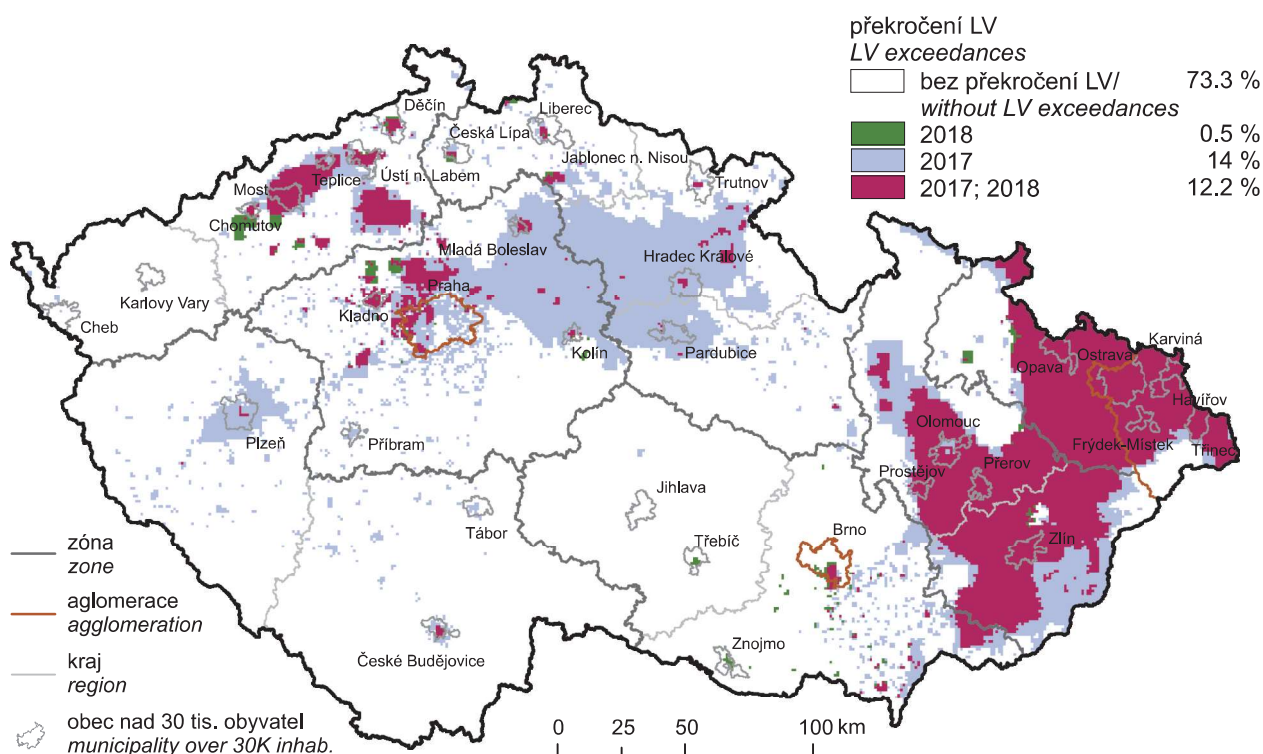 překročení LV
LV exceedances
bez překročení LV/ 73.3 %
without LV exceedances
2018 0.5 %
2017 14 %
2017; 2018 12.2 %
Děčín
Liberec
Česká Lípa
Jablonec n. Nisou
Teplice
Ústí n. Labem
Most
Trutnov
Chomutov
Mladá Boleslav
Hradec Králové
Karlovy Vary
Praha
Cheb
Kladno
Kolín
Pardubice
Karviná
Ostrava
Opava
Havířov
Plzeň
Příbram
Olomouc
Frýdek-Místek
Třinec
Prostějov
Přerov
Jihlava
Tábor
Brno
Zlín
Třebíč
České Budějovice
Znojmo
zóna
zone
aglomerace
agglomeration
kraj
region
obec nad 30 tis. obyvatel
municipality over 30K inhab.
0 25 50 100 km